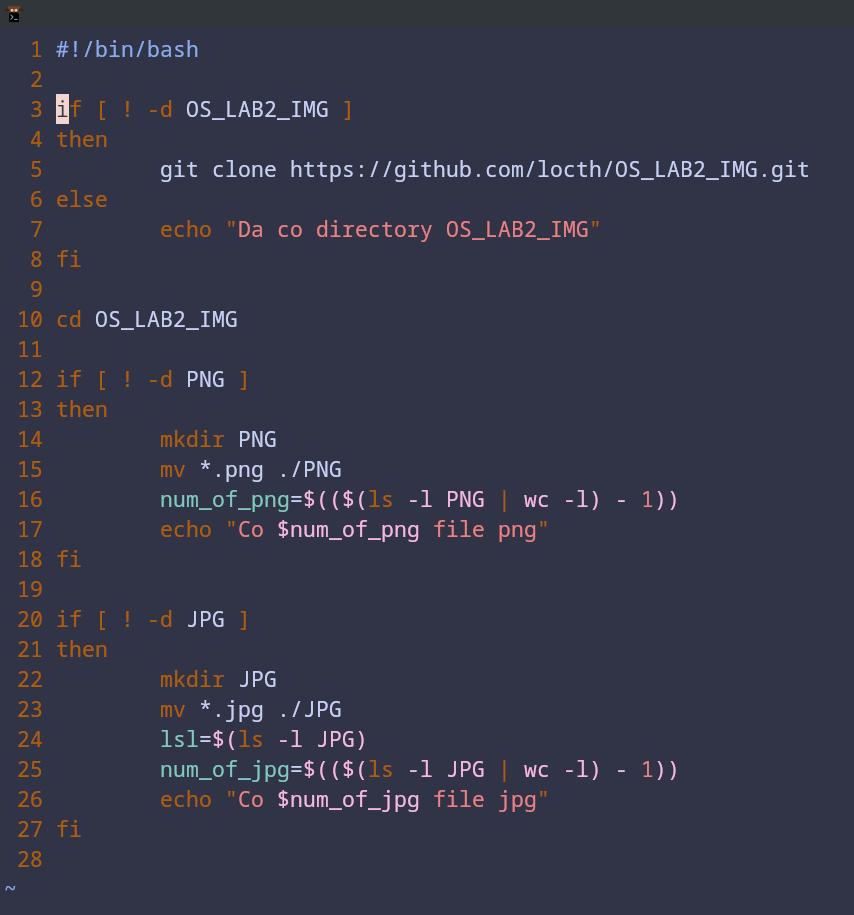 1 #!/bin/bash
2
3 if [ ! -d OS_LAB2_IMG ]
4 then
5         git clone https://github.com/locth/OS_LAB2_IMG.git
6 else
7         echo "Da co directory OS_LAB2_IMG"
8 fi
9
10 cd OS_LAB2_IMG
11
12 if [ ! -d PNG ]
13 then
14         mkdir PNG
15         mv *.png ./PNG
16         num_of_png=$(($(ls -l PNG | wc -l) - 1))
17         echo "Co $num_of_png file png"
18 fi
19
20 if [ ! -d JPG ]
21 then
22         mkdir JPG
23         mv *.jpg ./JPG
24         lsl=$(ls -l JPG)
25         num_of_jpg=$(($(ls -l JPG | wc -l) - 1))
26         echo "Co $num_of_jpg file jpg"
27 fi
28
~